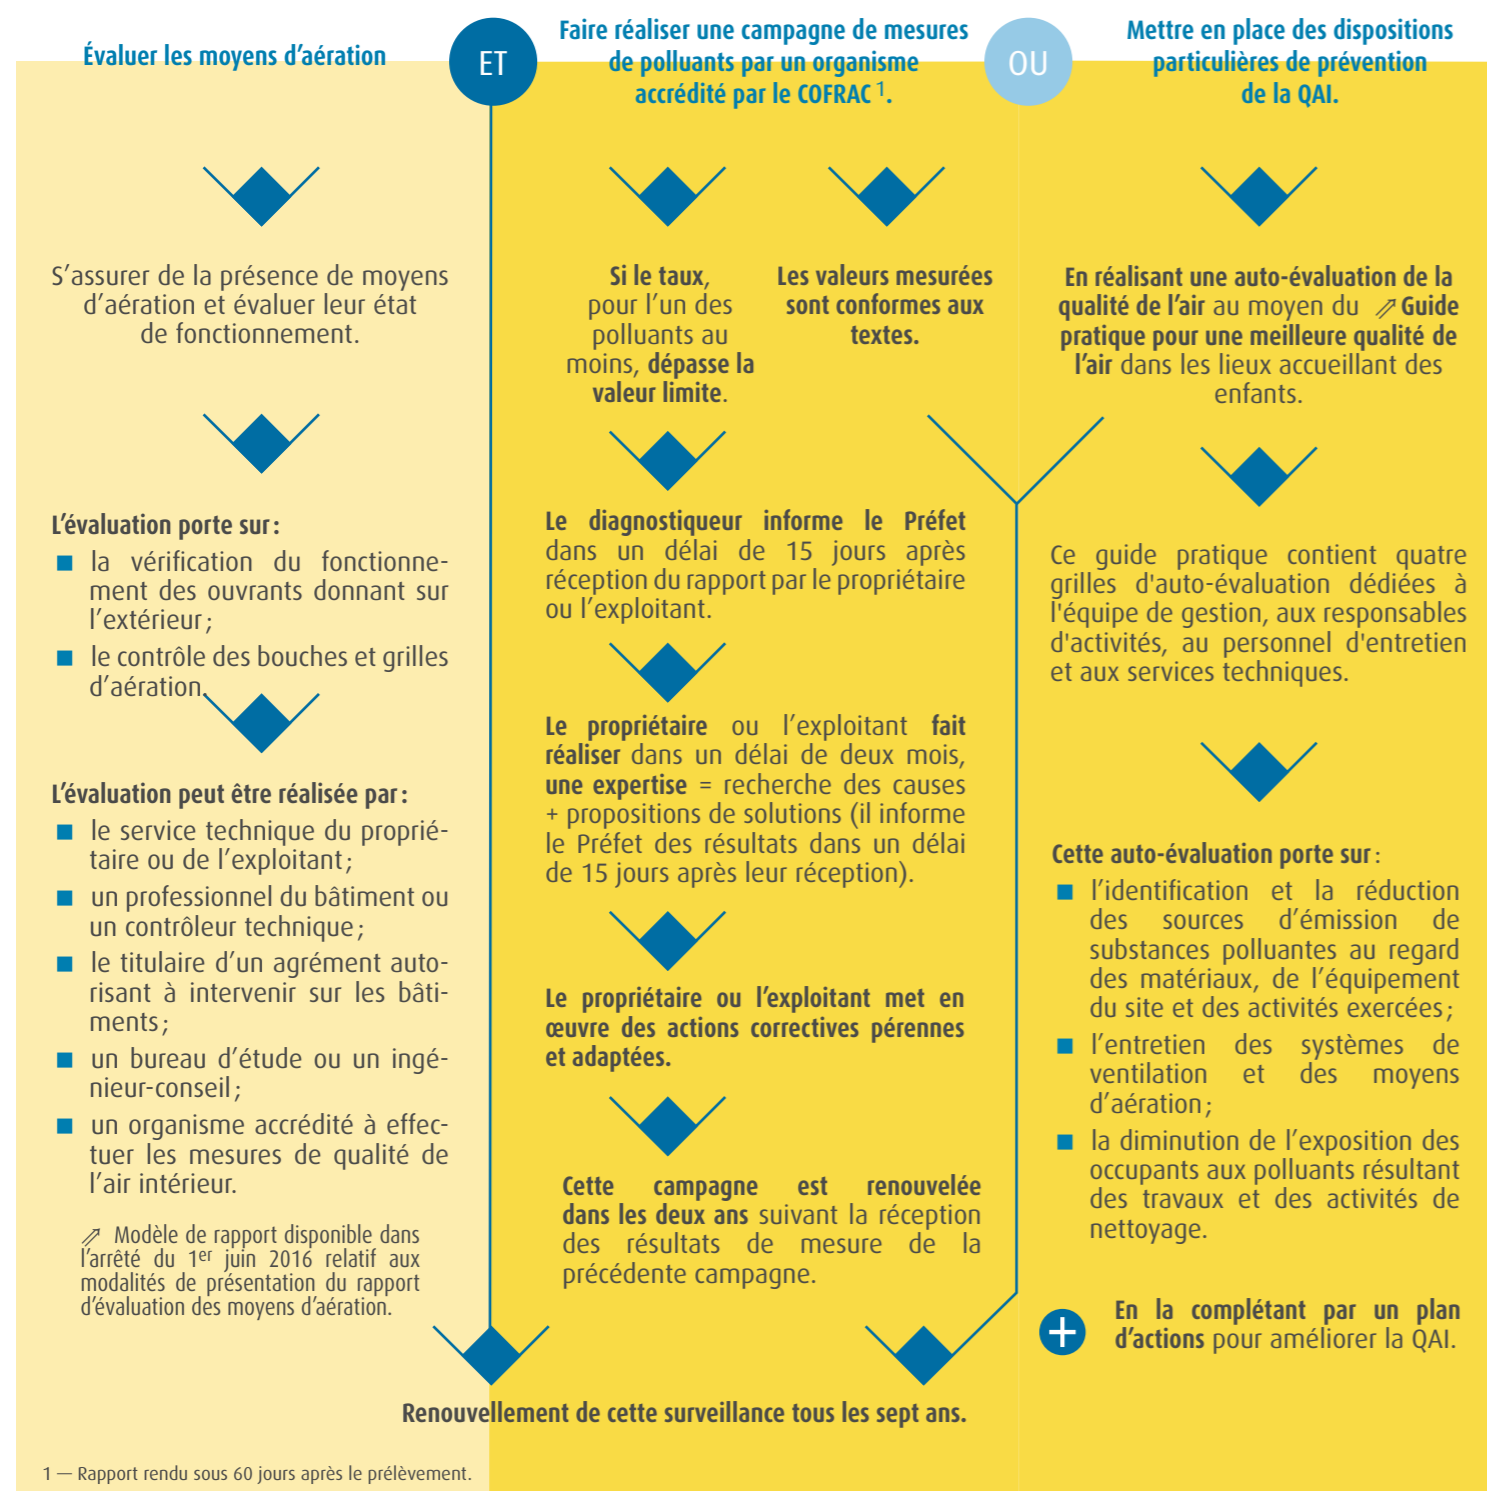 Évaluer les moyens d’aération
ET
Faire réaliser une campagne de mesures
de polluants par un organisme
accrédité par le COFRAC 1.
OU
Mettre en place des dispositions
particulières de prévention
de la QAI.
S’assurer de la présence de moyens
d’aération et évaluer leur état
de fonctionnement.
L’évaluation porte sur :
■ la vérification du fonctionne-
ment des ouvrants donnant sur
l’extérieur ;
■ le contrôle des bouches et grilles
d’aération.
L’évaluation peut être réalisée par :
■ le service technique du proprié-
taire ou de l’exploitant ;
■ un professionnel du bâtiment ou
un contrôleur technique ;
■ le titulaire d’un agrément auto-
risant à intervenir sur les bâti-
ments ;
■ un bureau d’étude ou un ingé-
nieur-conseil ;
■ un organisme accrédité à effec-
tuer les mesures de qualité de
l’air intérieur.
⇗ Modèle de rapport disponible dans
l’arrêté du 1er juin 2016 relatif aux
modalités de présentation du rapport
d’évaluation des moyens d’aération.
Si le taux,
pour l’un des
polluants au
moins, dépasse la
valeur limite.
Les valeurs mesurées
sont conformes aux
textes.
Le diagnostiqueur informe le Préfet
dans un délai de 15 jours après
réception du rapport par le propriétaire
ou l’exploitant.
Le propriétaire ou l’exploitant fait
réaliser dans un délai de deux mois,
une expertise = recherche des causes
+ propositions de solutions (il informe
le Préfet des résultats dans un délai
de 15 jours après leur réception).
Le propriétaire ou l’exploitant met en
œuvre des actions correctives pérennes
et adaptées.
Cette campagne est renouvelée
dans les deux ans suivant la réception
des résultats de mesure de la
précédente campagne.
En réalisant une auto-évaluation de la
qualité de l’air au moyen du ⇗ Guide
pratique pour une meilleure qualité de
l’air dans les lieux accueillant des
enfants.
Ce guide pratique contient quatre
grilles d'auto-évaluation dédiées à
l'équipe de gestion, aux responsables
d'activités, au personnel d'entretien
et aux services techniques.
Cette auto-évaluation porte sur :
■ l’identification et la réduction
des sources d’émission de
substances polluantes au regard
des matériaux, de l’équipement
du site et des activités exercées ;
■ l’entretien des systèmes de
ventilation et des moyens
d’aération ;
■ la diminution de l’exposition des
occupants aux polluants résultant
des travaux et des activités de
nettoyage.
+
En la complétant par un plan
d’actions pour améliorer la QAI.
Renouvellement de cette surveillance tous les sept ans.
1 — Rapport rendu sous 60 jours après le prélèvement.